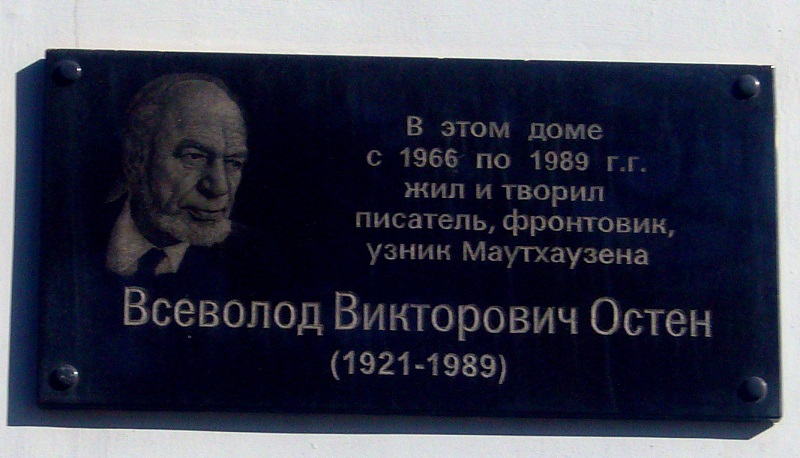 В этом доме
с 1966 по 1989 г.г.
жил и творил
писатель, фронтовик,
узник Маутхаузена
Всеволод Викторович Остен
(1921-1989)